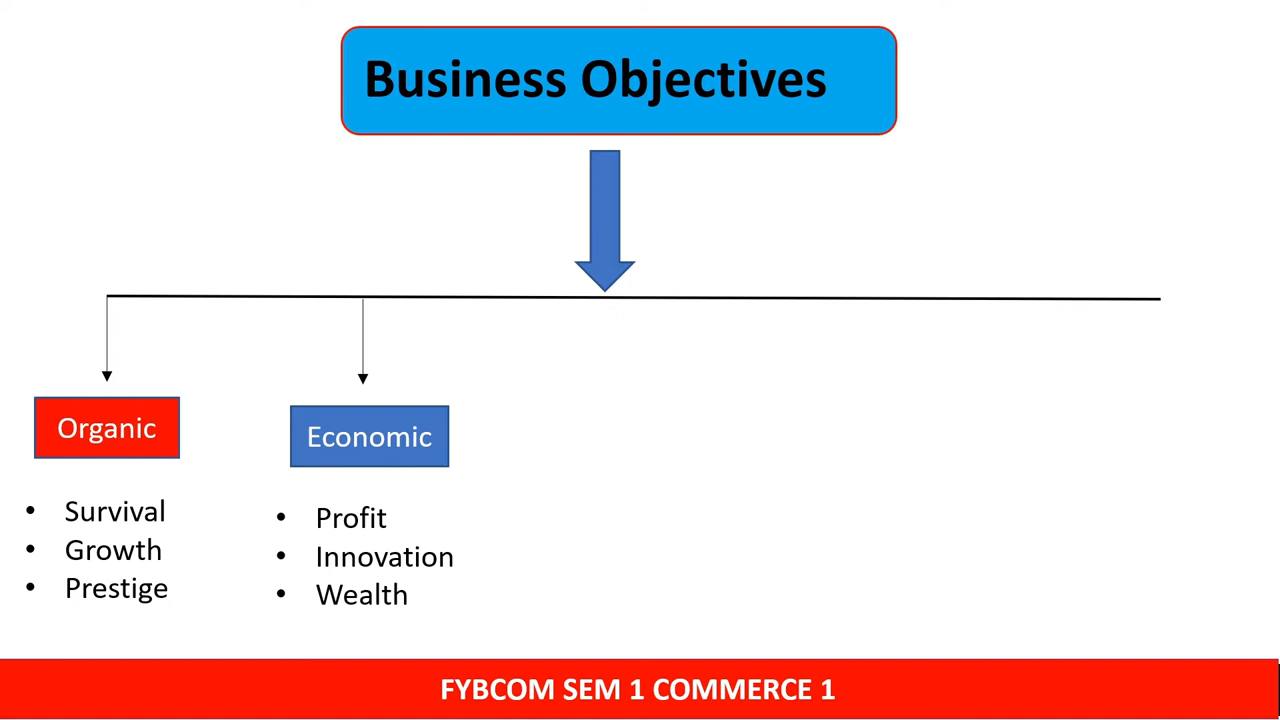 Business Objectives
Organic
• Survival
• Growth
• Prestige
Economic
• Profit
• Innovation
• Wealth
FYBCOM SEM 1 COMMERCE 1